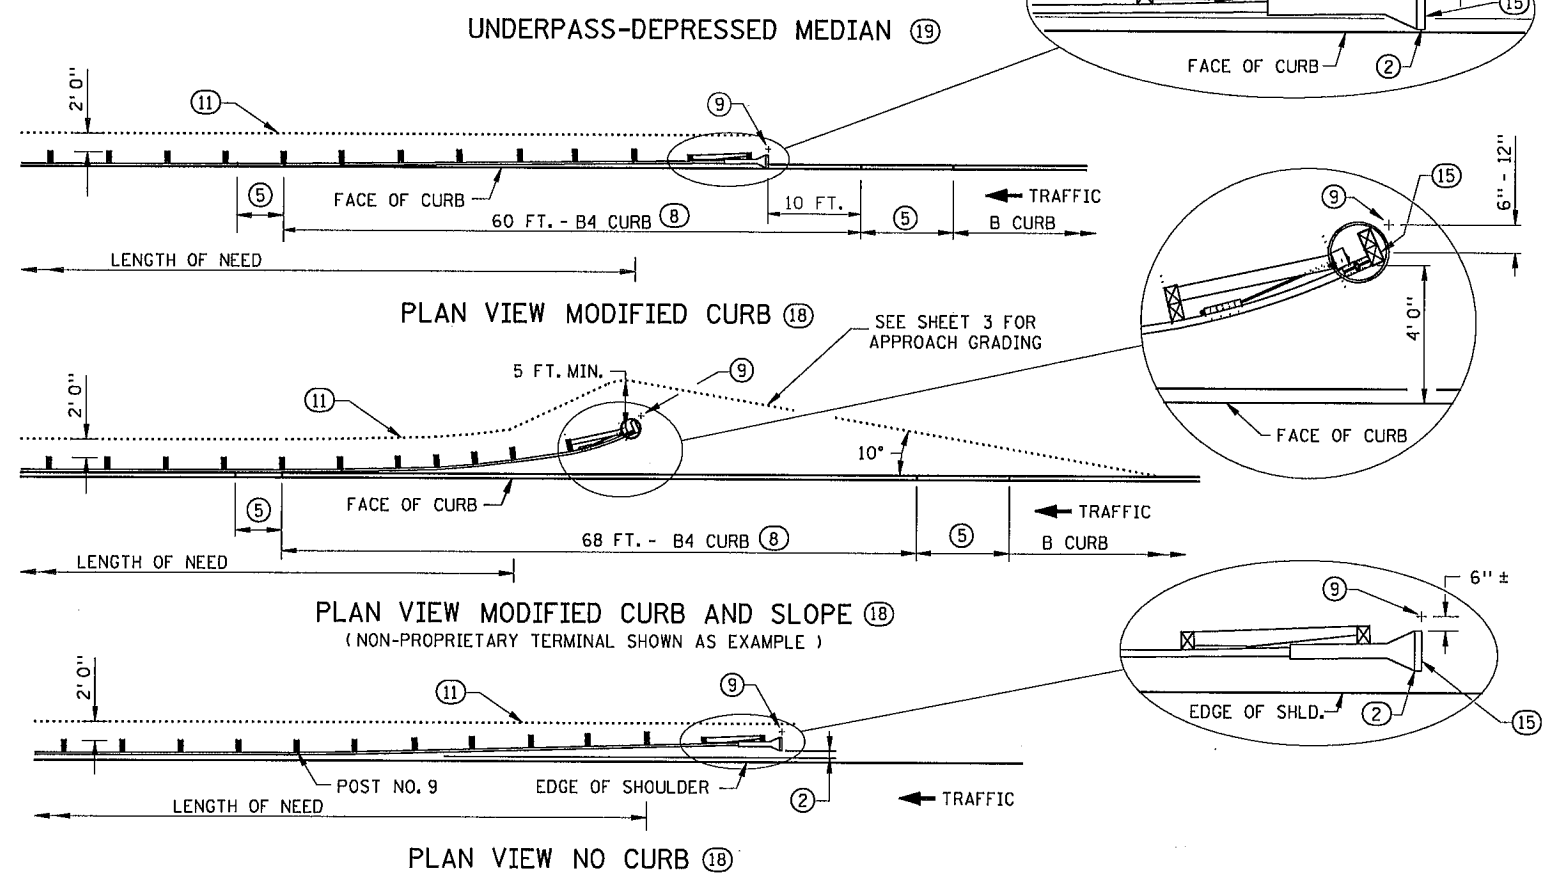 UNDERPASS-DEPRESSED MEDIAN 19
15
FACE OF CURB
2
2' 0"
11
9
5
FACE OF CURB
60 FT. - B4 CURB 8
10 FT.
5
TRAFFIC
B CURB
LENGTH OF NEED
PLAN VIEW MODIFIED CURB 18
9
15
6" - 12"
4' 0"
FACE OF CURB
SEE SHEET 3 FOR
APPROACH GRADING
5 FT. MIN.
9
2' 0"
11
10°
5
FACE OF CURB
68 FT. - B4 CURB 8
5
TRAFFIC
B CURB
LENGTH OF NEED
PLAN VIEW MODIFIED CURB AND SLOPE 18
( NON-PROPRIETARY TERMINAL SHOWN AS EXAMPLE )
9
6" ±
EDGE OF SHLD.
2
15
2' 0"
11
9
POST NO. 9
EDGE OF SHOULDER
2
TRAFFIC
LENGTH OF NEED
PLAN VIEW NO CURB 18